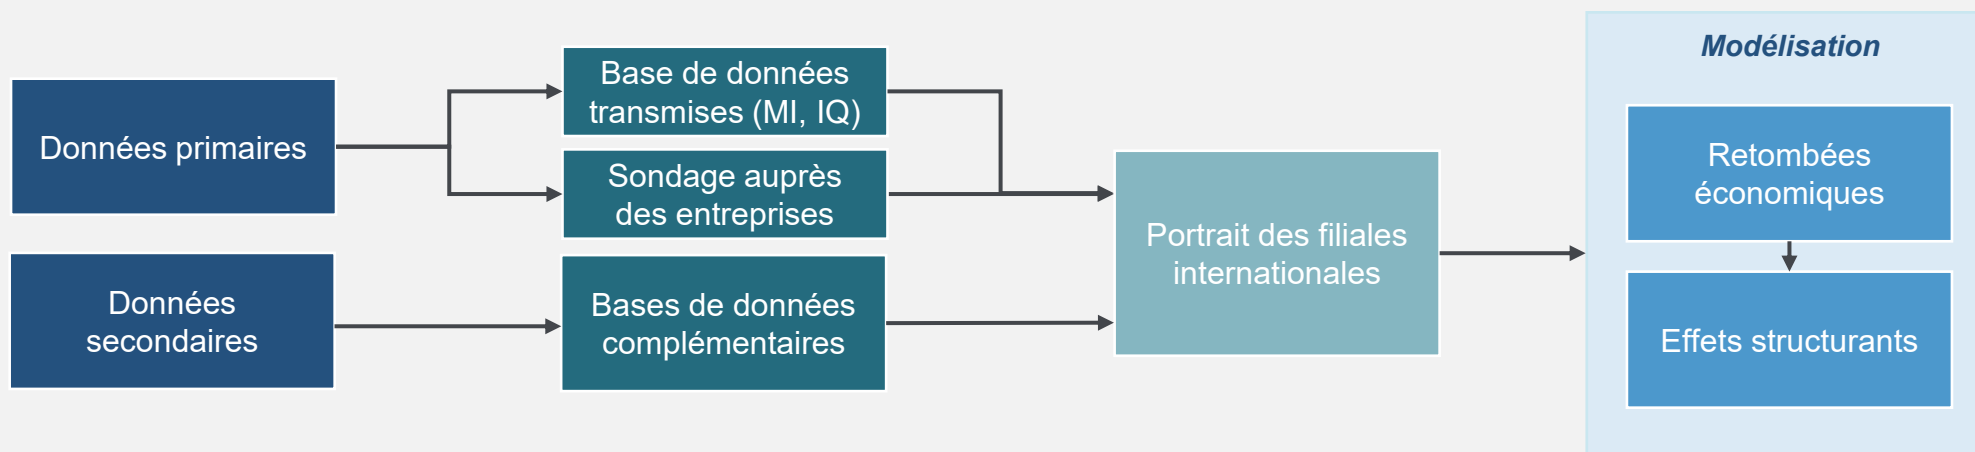 Données primaires
Données
secondaires
Base de données
transmises (MI, IQ)
Sondage auprès
des entreprises
Bases de données
complémentaires
Portrait des filiales
internationales
Modélisation
Retombées
économiques
Effets structurants